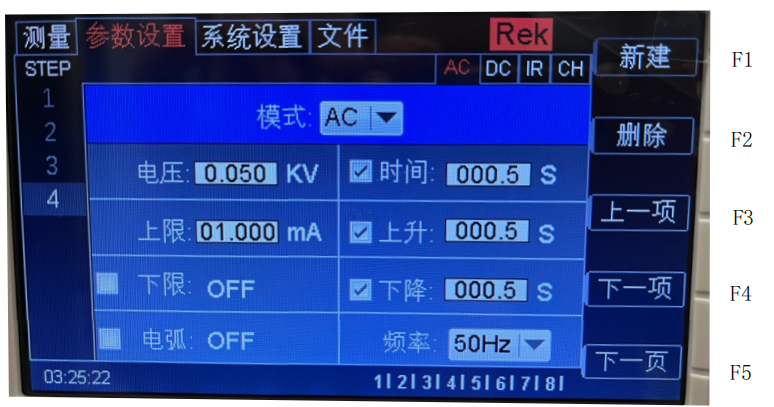 测量 参数设置 系统设置 文件 Rek 新建 F1
STEP AC DC IR CH
1 模式: AC
2 删除 F2
3 电压: 0.050 KV 时间: 000.5 S
4 上一项 F3
上限: 01.000 mA 上升: 000.5 S
下限: OFF 下降: 000.5 S 下一项 F4
电弧: OFF 频率: 50Hz
下一页 F5
03:25:22 1| 2| 3| 4| 5| 6| 7| 8|